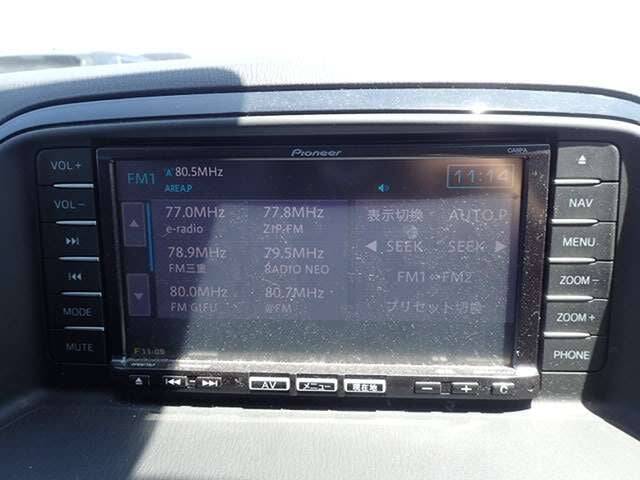 Pioneer
CARPA
VOL+
VOL−
MODE
MUTE
NAV
MENU
ZOOM−
ZOOM+
PHONE
FM1 A 80.5MHz
AREA.P
11:14
77.0MHz 77.8MHz
e-radio ZIP-FM
78.9MHz 79.5MHz
FM三重 RADIO NEO
80.0MHz 80.7MHz
FM GIFU @FM
表示切換 AUTO.P
SEEK SEEK
FM1⇔FM2
プリセット切換
AV メニュー 現在地 − + C